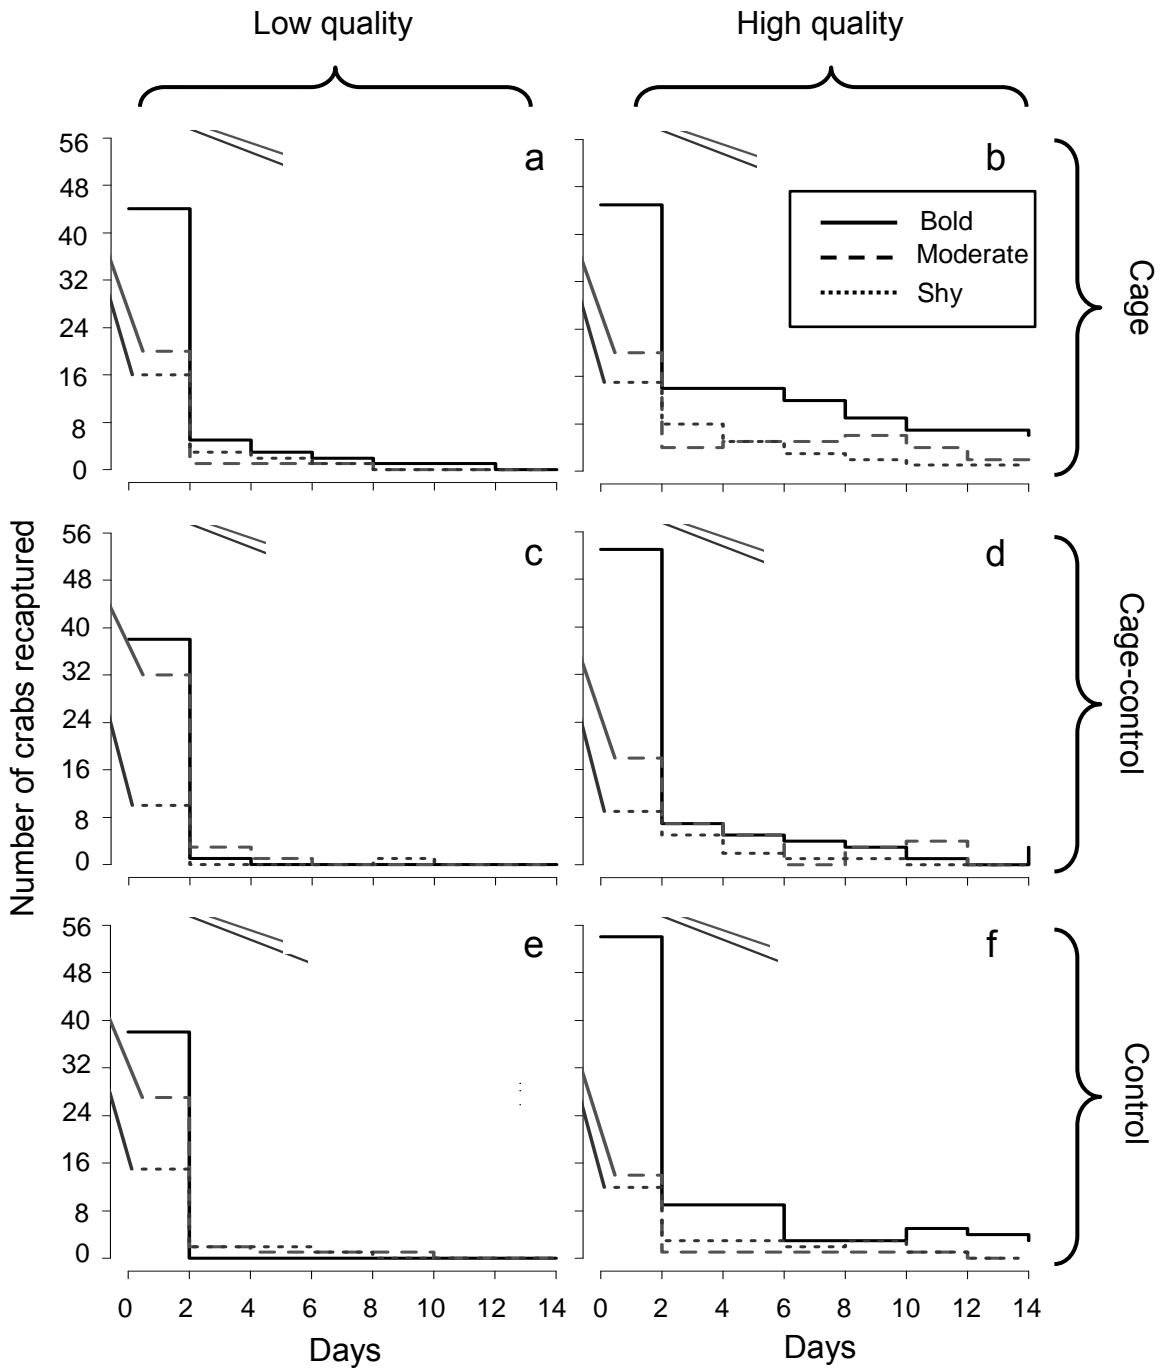 Low quality
High quality
56
48
40
32
24
16
8
0
a
b
Bold
Moderate
Shy
Cage
Number of crabs recaptured
56
48
40
32
24
16
8
0
c
d
Cage-control
56
48
40
32
24
16
8
0
e
f
Control
0 2 4 6 8 10 12 14
0 2 4 6 8 10 12 14
Days
Days